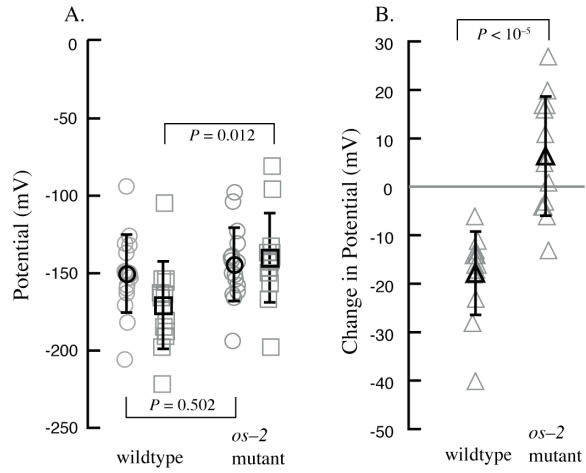 A.
0
-50
-100
-150
-200
-250
Potential (mV)
P = 0.012
P = 0.502
wildtype
os–2
mutant
B.
P < 10⁻⁵
30
20
10
0
-10
-20
-30
-40
-50
Change in Potential (mV)
wildtype
os–2
mutant